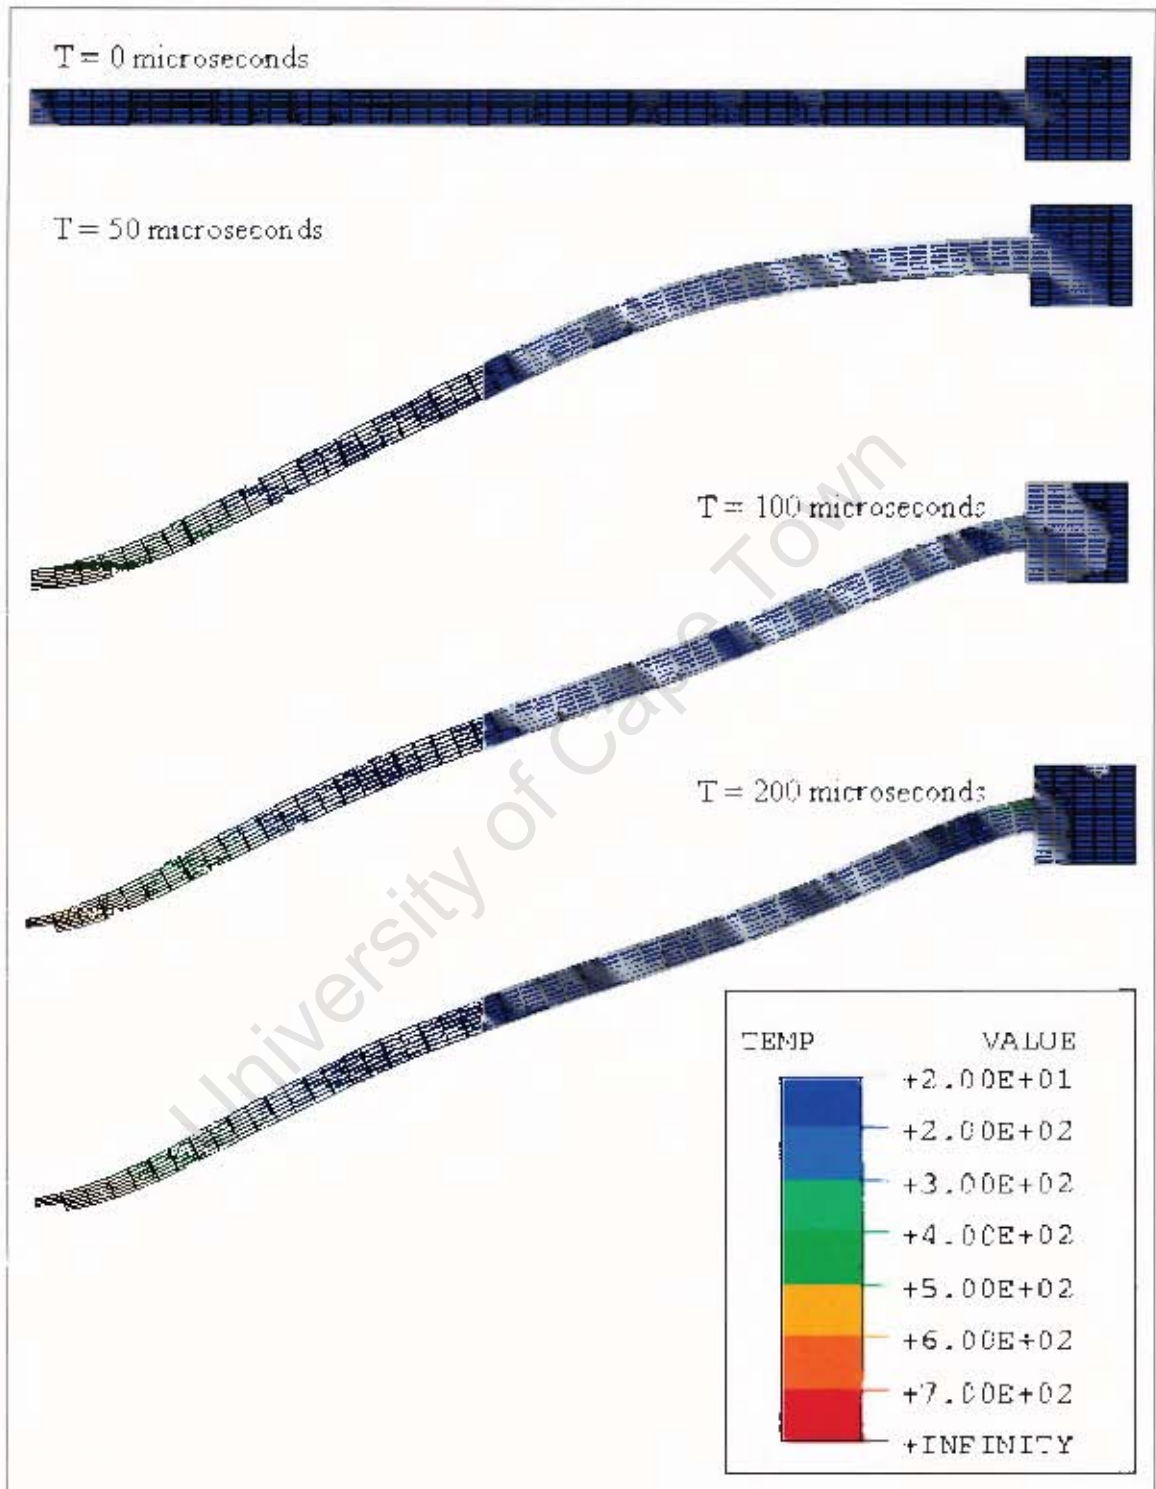 T = 0 microseconds
T = 50 microseconds
T = 100 microseconds
T = 200 microseconds
University of Cape Town
TEMP VALUE
+2.00E+01
+2.00E+02
+3.00E+02
+4.00E+02
+5.00E+02
+6.00E+02
+7.00E+02
+INFINITY